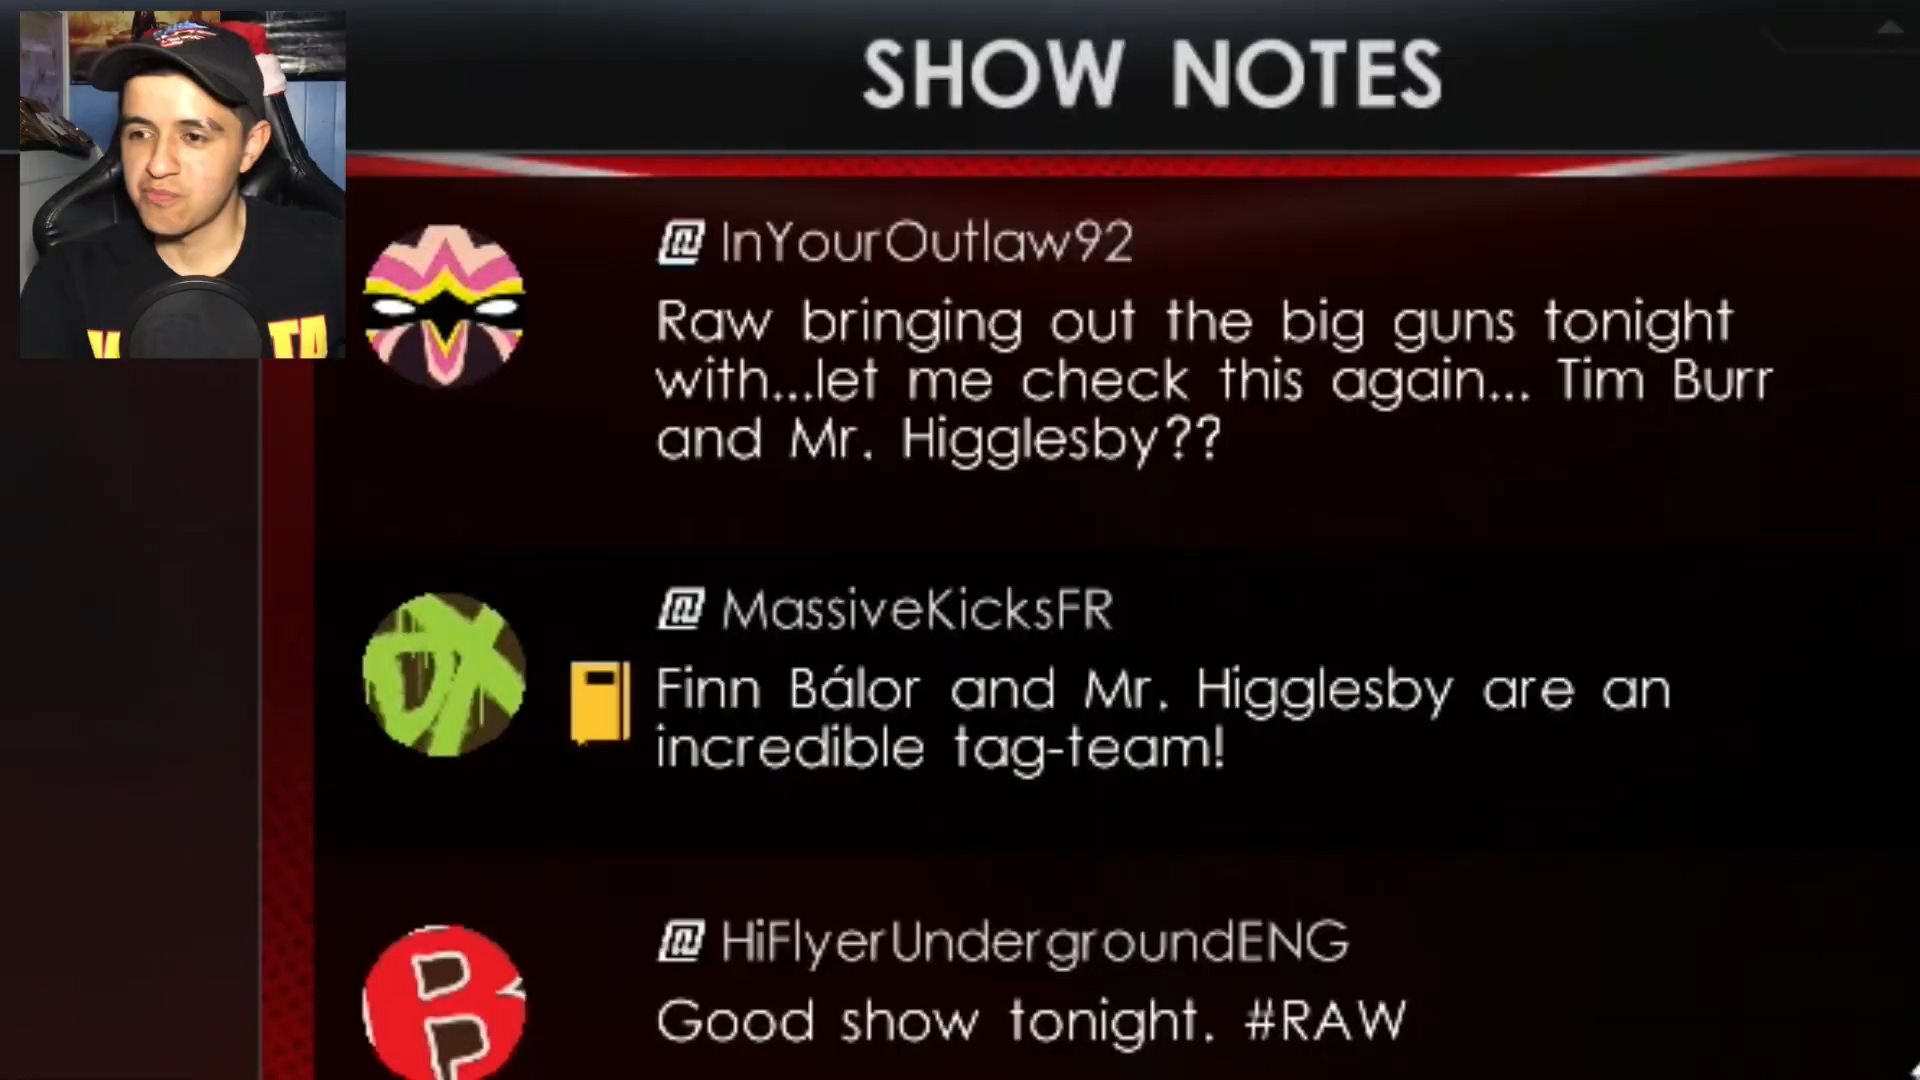 SHOW NOTES
@ InYourOutlaw92
Raw bringing out the big guns tonight
with...let me check this again... Tim Burr
and Mr. Higglesby??
@ MassiveKicksFR
Finn Bálor and Mr. Higglesby are an
incredible tag-team!
@ HiFlyerUndergroundENG
Good show tonight. #RAW